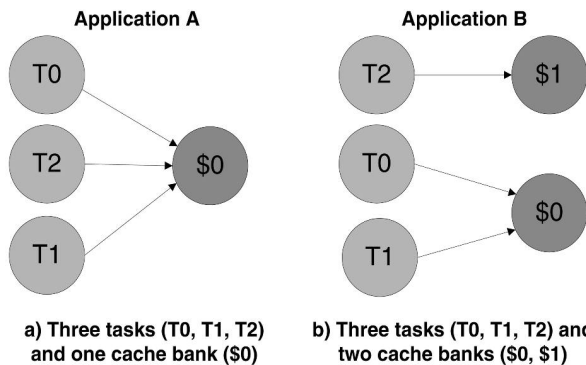 Application A
Application B
T0
T2
T1
$0
T2
$1
T0
T1
$0
a) Three tasks (T0, T1, T2)
and one cache bank ($0)
b) Three tasks (T0, T1, T2) and
two cache banks ($0, $1)